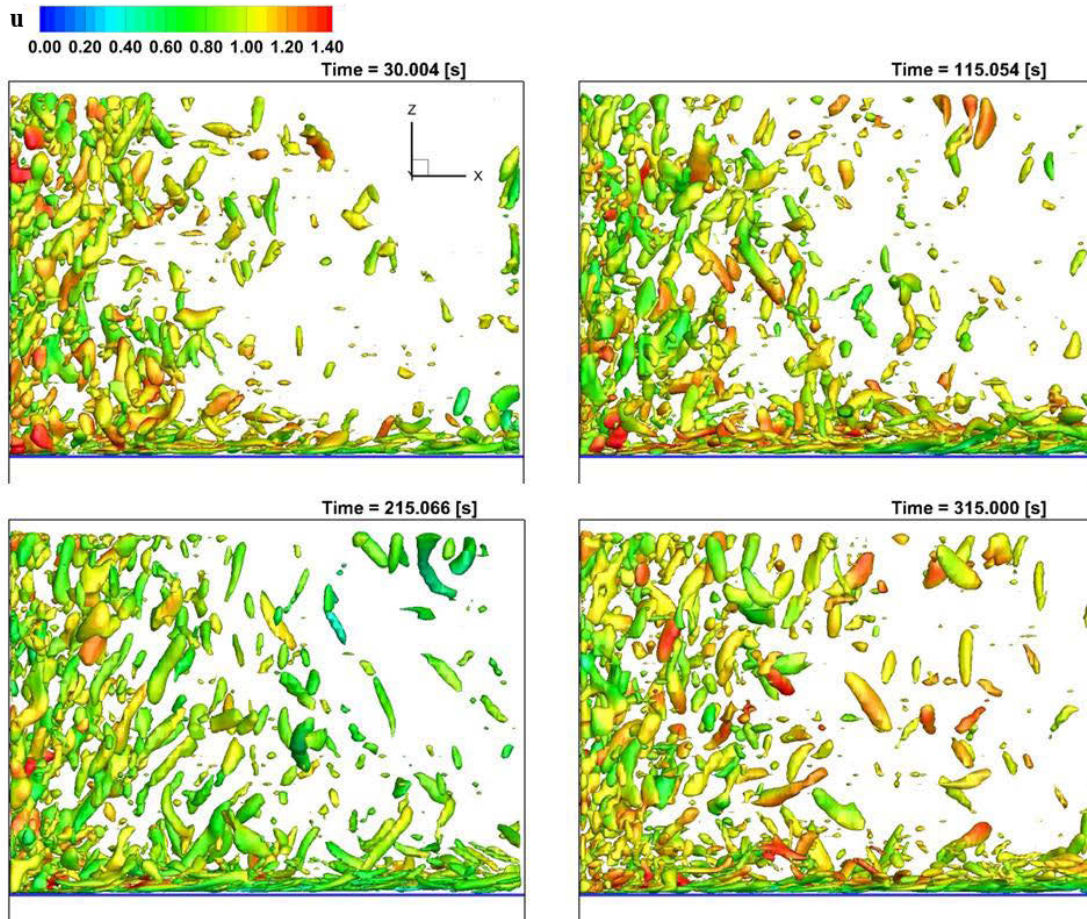 u
0.00 0.20 0.40 0.60 0.80 1.00 1.20 1.40
Time = 30.004 [s]
Time = 115.054 [s]
Z
Y
X
Time = 215.066 [s]
Time = 315.000 [s]